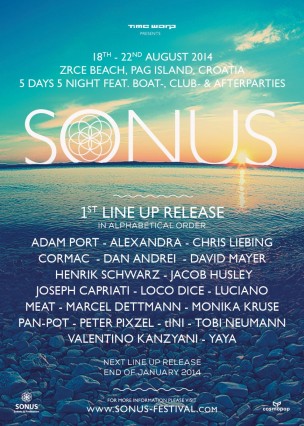 TIME WARP
PRESENTS
18TH - 22ND AUGUST 2014
ZRCE BEACH, PAG ISLAND, CROATIA
5 DAYS 5 NIGHT FEAT. BOAT-, CLUB- & AFTERPARTIES
SONUS
1ST LINE UP RELEASE
IN ALPHABETICAL ORDER
ADAM PORT - ALEXANDRA - CHRIS LIEBING
CORMAC - DAN ANDREI - DAVID MAYER
HENRIK SCHWARZ - JACOB HUSLEY
JOSEPH CAPRIATI - LOCO DICE - LUCIANO
MEAT - MARCEL DETTMANN - MONIKA KRUSE
PAN-POT - PETER PIXZEL - tINI - TOBI NEUMANN
VALENTINO KANZYANI - YAYA
NEXT LINE UP RELEASE
END OF JANUARY 2014
FOR MORE INFORMATION PLEASE VISIT
WWW.SONUS-FESTIVAL.COM
SONUS
cosmopop